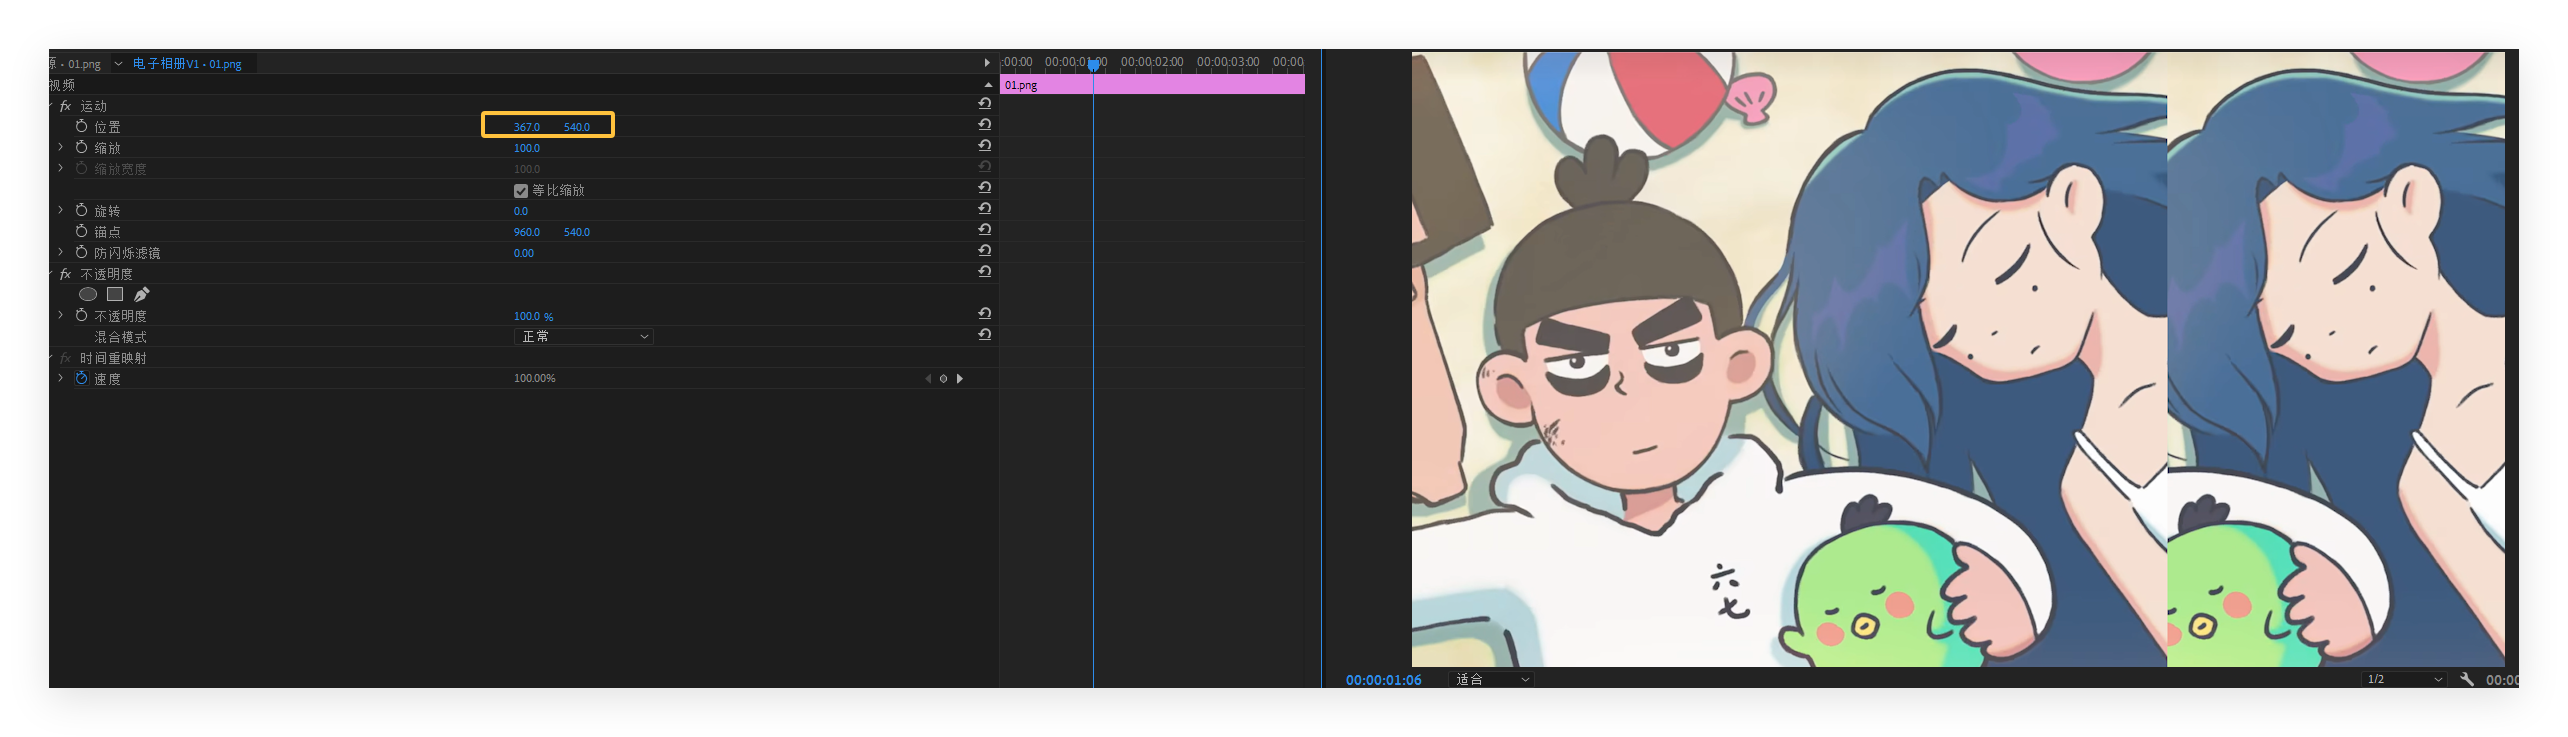 源 · 01.png 电子相册V1 · 01.png
:00:00 00:00:01:00 00:00:02:00 00:00:03:00 00:00
视频
01.png
fx 运动
位置 367.0 540.0
缩放 100.0
缩放宽度 100.0
等比缩放
旋转 0.0
锚点 960.0 540.0
防闪烁滤镜 0.00
fx 不透明度
不透明度 100.0 %
混合模式 正常
fx 时间重映射
速度 100.00%
六
七
00:00:01:06 适合 1/2 00:00